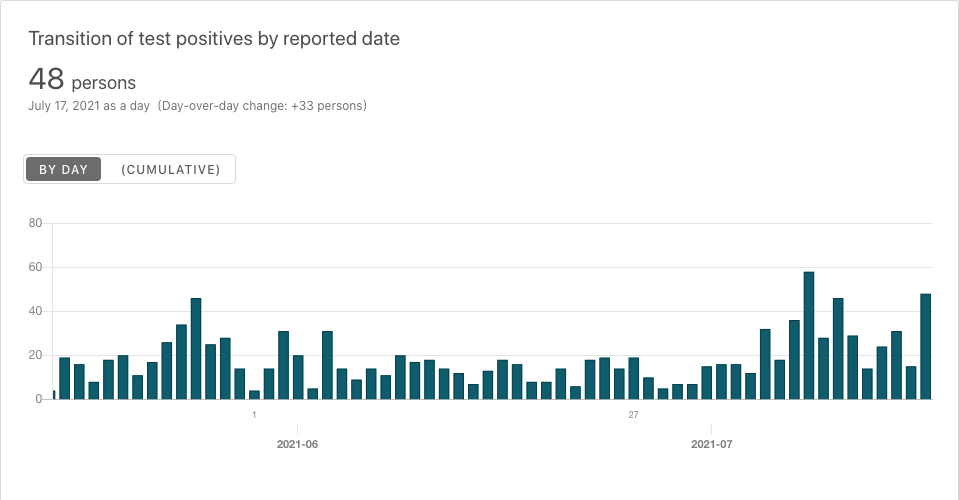 Transition of test positives by reported date
48 persons
July 17, 2021 as a day (Day-over-day change: +33 persons)
BY DAY (CUMULATIVE)
80
60
40
20
0
1 27
2021-06 2021-07